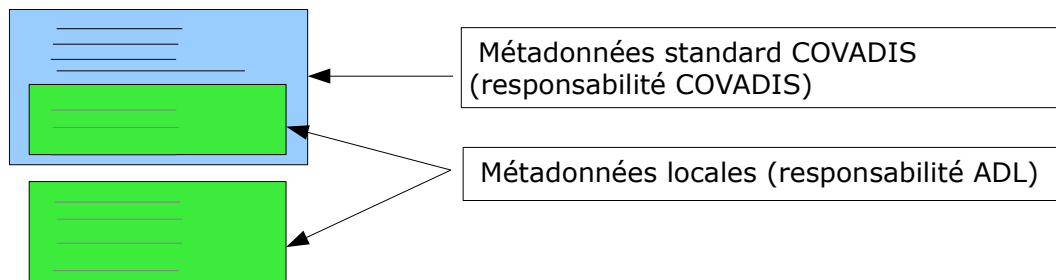 Métadonnées standard COVADIS
(responsabilité COVADIS)
Métadonnées locales (responsabilité ADL)